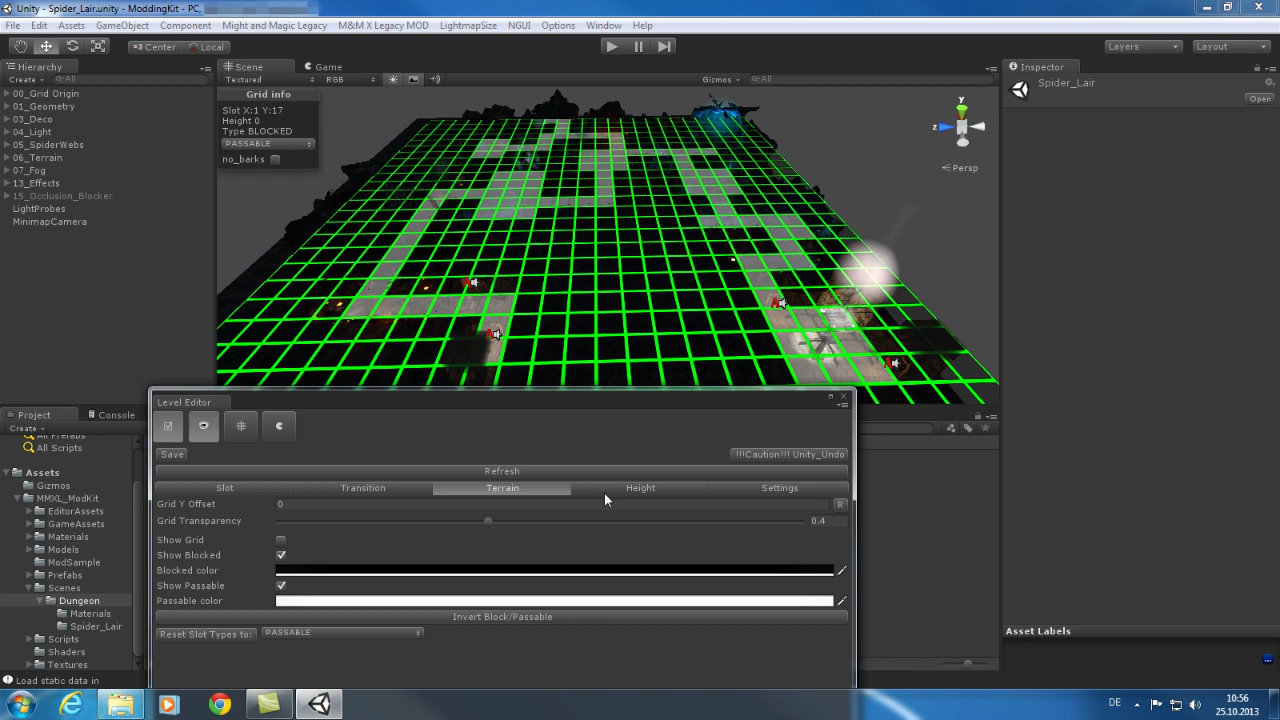 Unity - Spider_Lair.unity - ModdingKit - PC,
File Edit Assets GameObject Component Might and Magic Legacy M&M X Legacy MOD LightmapSize NGUI Options Window Help
Center Local Layers Layout
Hierarchy
Create All
00_Grid Origin
01_Geometry
03_Deco
04_Light
05_SpiderWebs
06_Terrain
07_Fog
13_Effects
15_Occlusion_Blocker
LightProbes
MinimapCamera
Scene Game
Textured RGB Gizmos All
Grid info
Slot X:1 Y:17
Height 0
Type BLOCKED
PASSABLE
no_barks
y
z
Persp
Inspector
Spider_Lair
Open
Asset Labels
Project Console
Create
All Prefabs
All Scripts
Assets
Gizmos
MMXL_ModKit
EditorAssets
GameAssets
Materials
Models
ModSample
Prefabs
Scenes
Dungeon
Materials
Spider_Lair
Scripts
Shaders
Textures
Load static data in
Level Editor
Save !!!Caution!!! Unity_Undo
Refresh
Slot Transition Terrain Height Settings
Grid Y Offset 0 R
Grid Transparency 0.4
Show Grid
Show Blocked
Blocked color
Show Passable
Passable color
Invert Block/Passable
Reset Slot Types to: PASSABLE
DE
10:56
25.10.2013